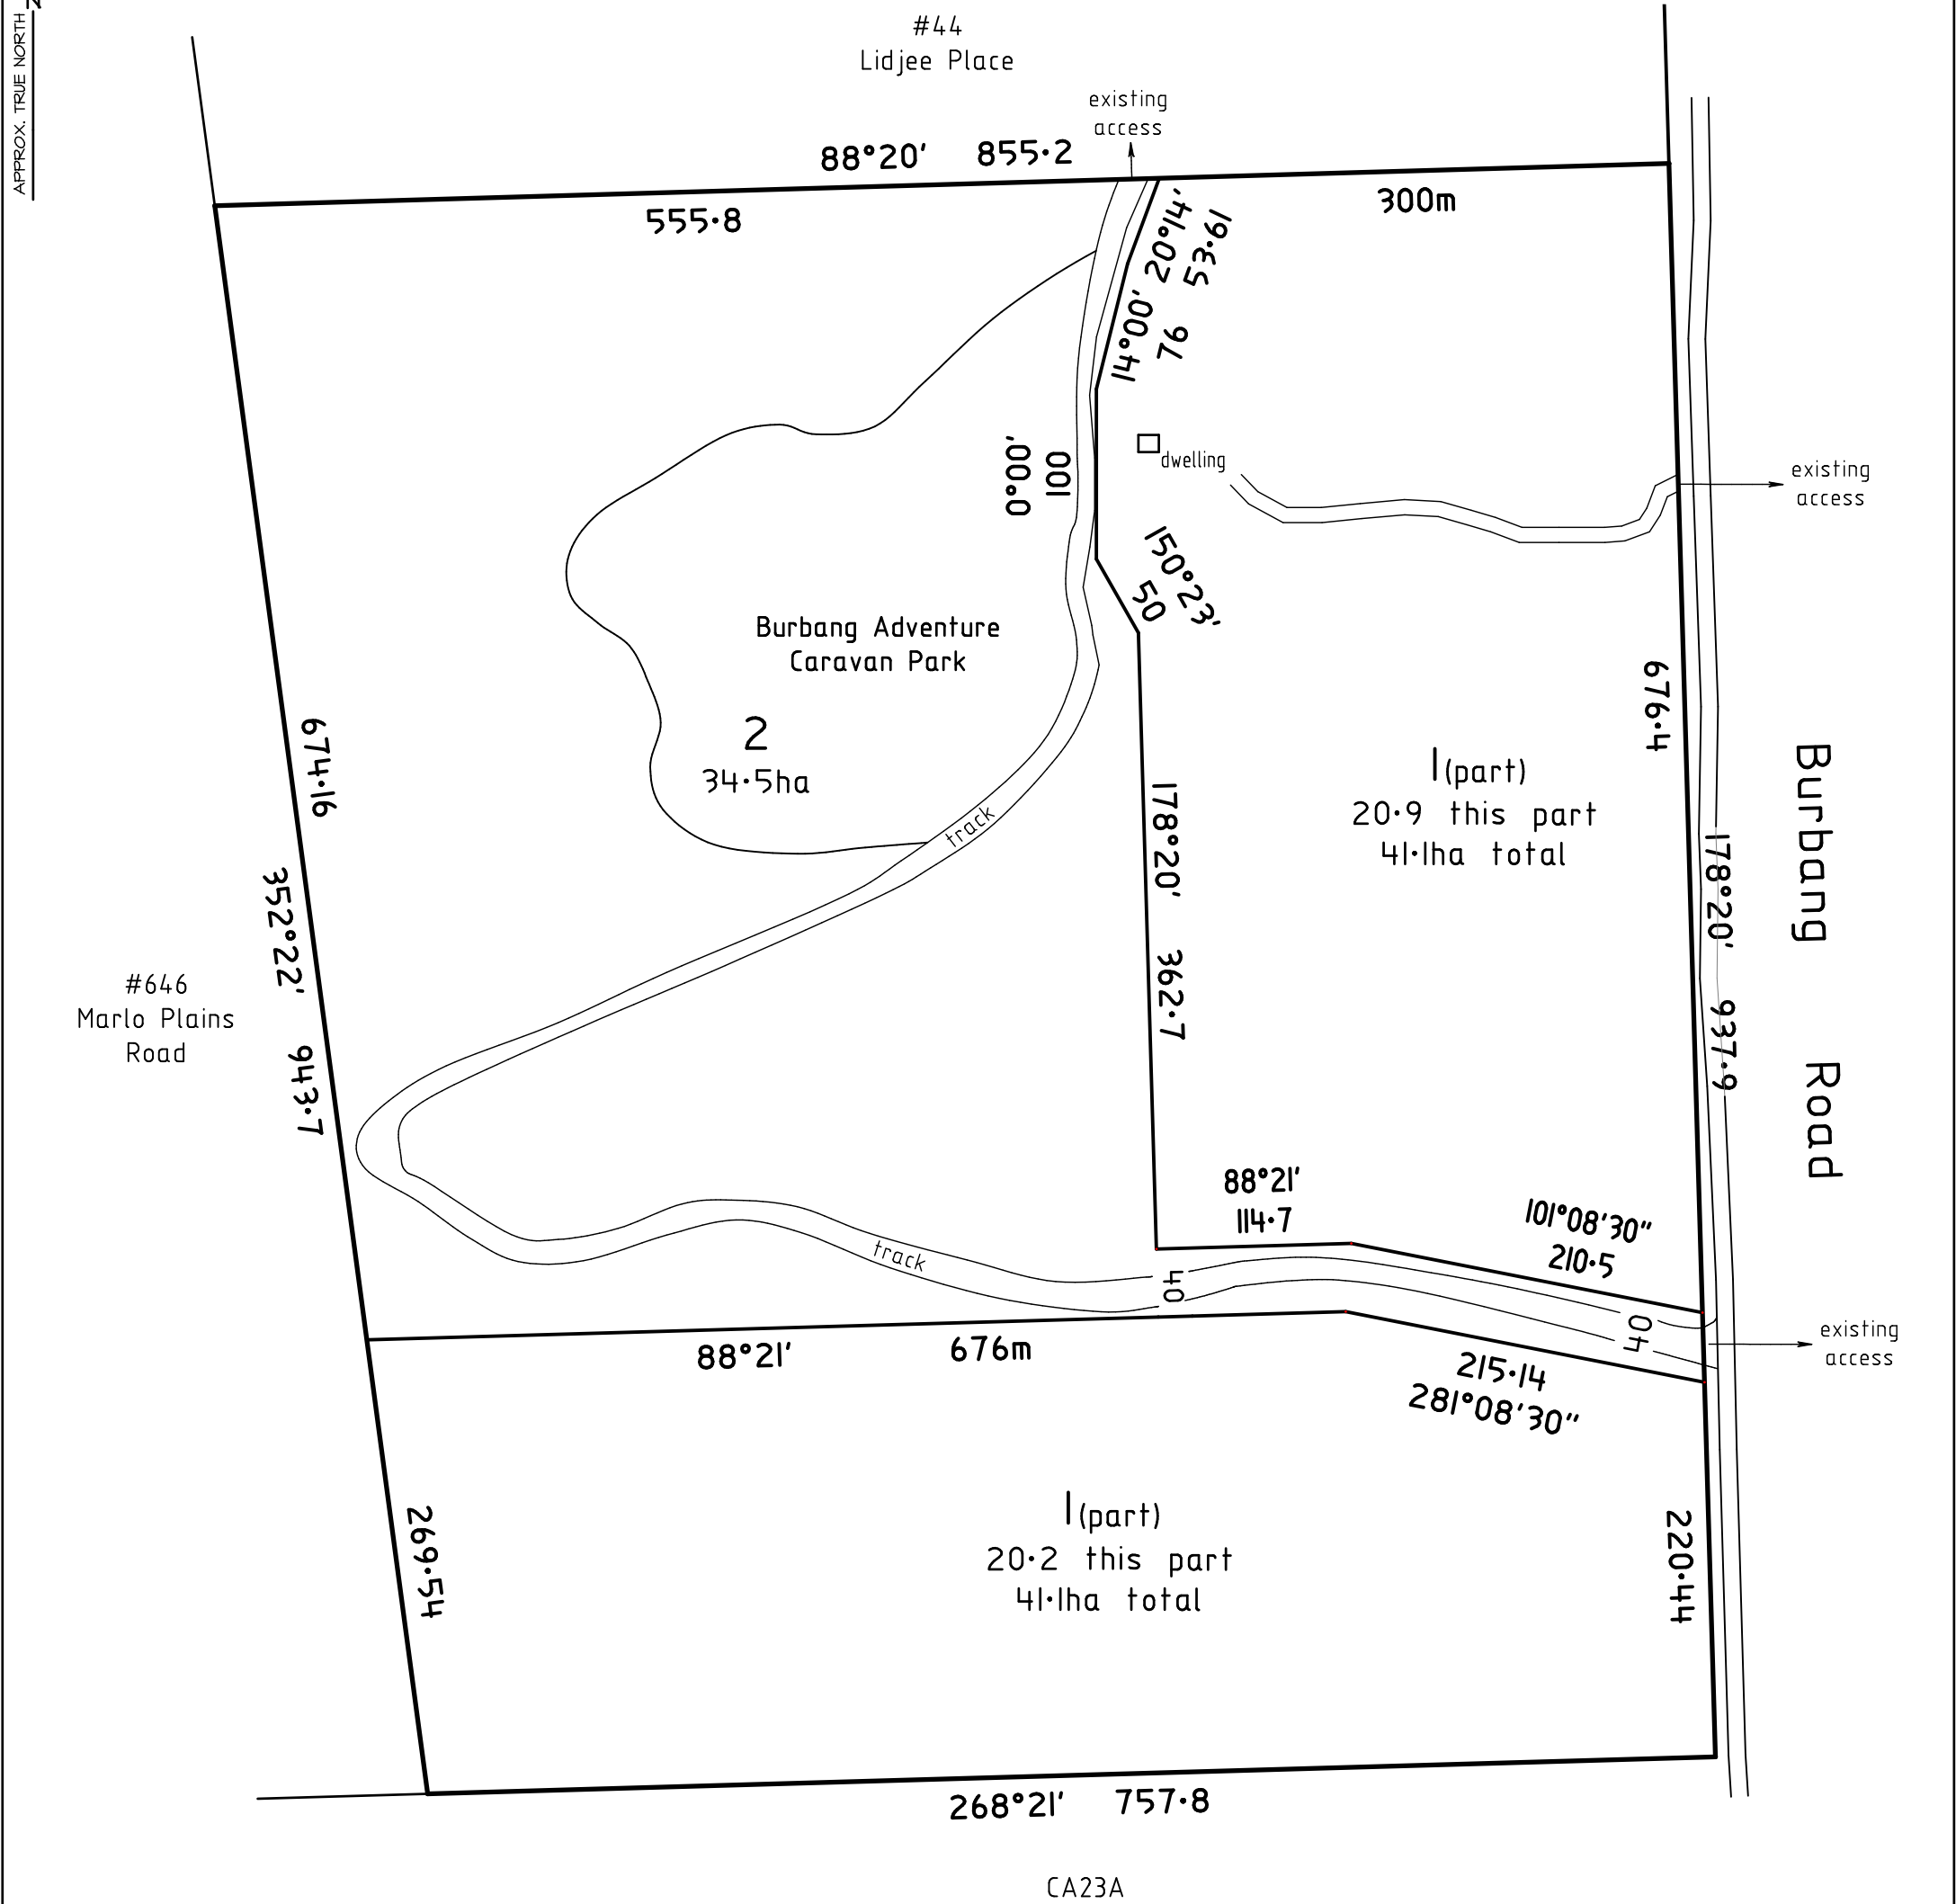 N
APPROX. TRUE NORTH
#44
Lidjee Place
existing
access
88°20' 855·2
555·8
300m
20°14'
53·61
14°00'
76
0°00'
100
dwelling
existing
access
150°23'
50
Burbang Adventure
Caravan Park
2
34·5ha
track
674·16
352°22' 943·7
#646
Marlo Plains
Road
178°20' 362·7
676·4
1(part)
20·9 this part
41·1ha total
178°20' 937·9
Burbang Road
88°21'
114·7
101°08'30"
210·5
track
40
40
existing
access
88°21' 676m
215·14
281°08'30"
269·54
1(part)
20·2 this part
41·1ha total
220·44
268°21' 757·8
CA23A